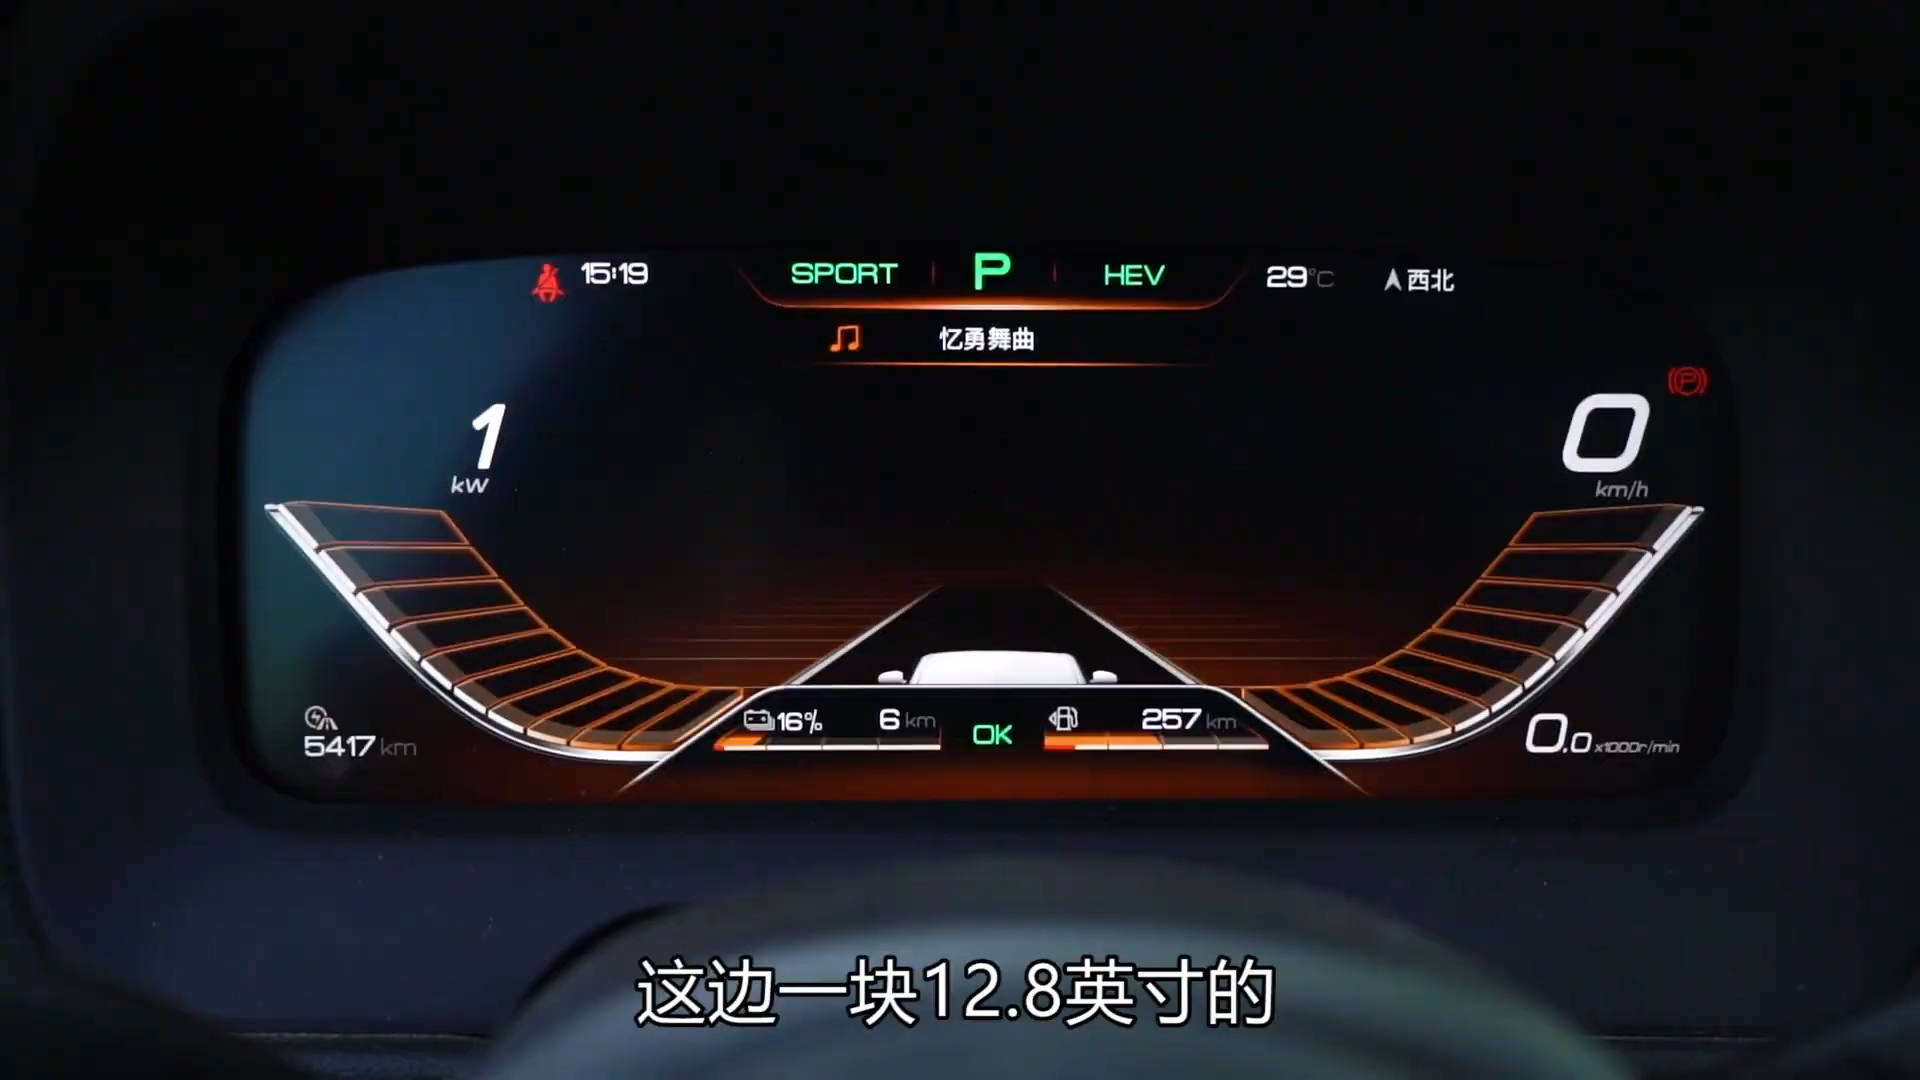 15:19
SPORT
P
HEV
29°C
西北
忆勇舞曲
1
kW
0
km/h
16%
6 km
OK
257 km
5417 km
0.0 x1000r/min
这边一块12.8英寸的